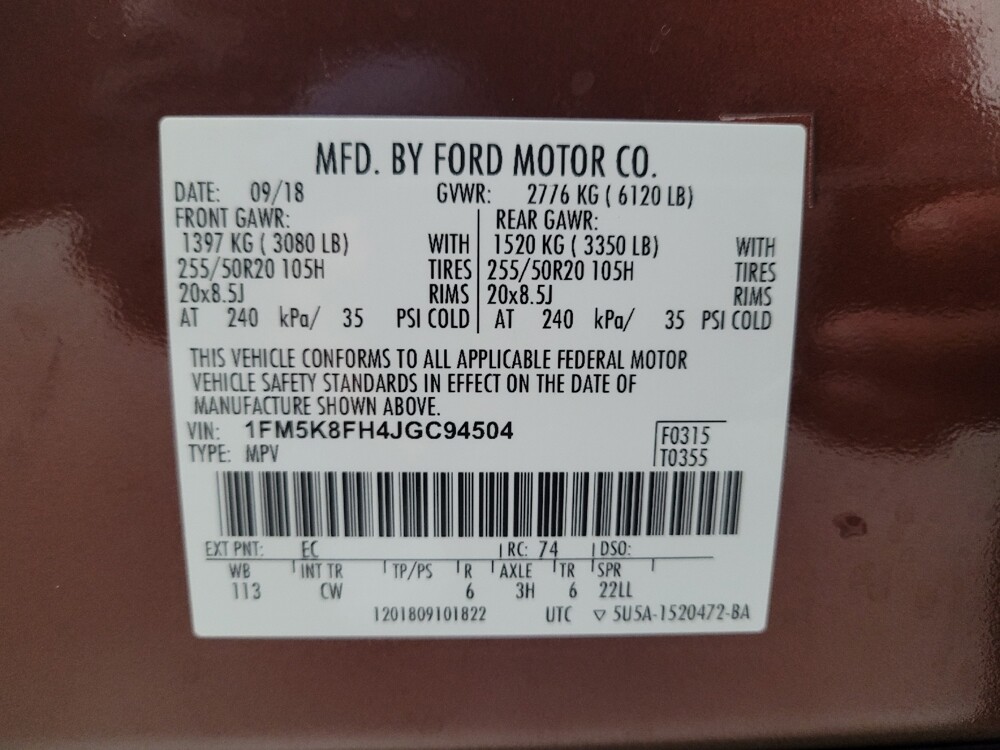 MFD. BY FORD MOTOR CO.
DATE: 09/18 GVWR: 2776 KG ( 6120 LB)
FRONT GAWR: REAR GAWR:
1397 KG ( 3080 LB) WITH 1520 KG ( 3350 LB) WITH
255/50R20 105H TIRES 255/50R20 105H TIRES
20x8.5J RIMS 20x8.5J RIMS
AT 240 kPa/ 35 PSI COLD AT 240 kPa/ 35 PSI COLD
THIS VEHICLE CONFORMS TO ALL APPLICABLE FEDERAL MOTOR
VEHICLE SAFETY STANDARDS IN EFFECT ON THE DATE OF
MANUFACTURE SHOWN ABOVE.
VIN: 1FM5K8FH4JGC94504 F0315
TYPE: MPV T0355
EXT PNT: EC RC: 74 DSO:
WB INT TR TP/PS R AXLE TR SPR
113 CW 6 3H 6 22LL
1201809101822 UTC ▽ 5U5A-1520472-BA